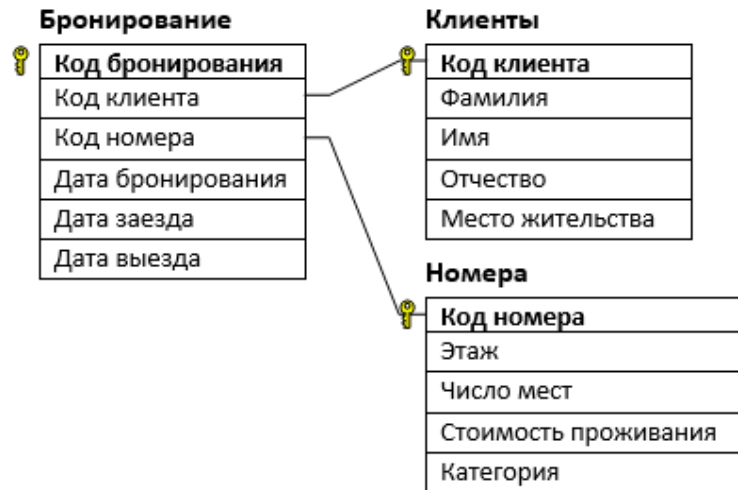 Бронирование
Код бронирования
Код клиента
Код номера
Дата бронирования
Дата заезда
Дата выезда
Клиенты
Код клиента
Фамилия
Имя
Отчество
Место жительства
Номера
Код номера
Этаж
Число мест
Стоимость проживания
Категория